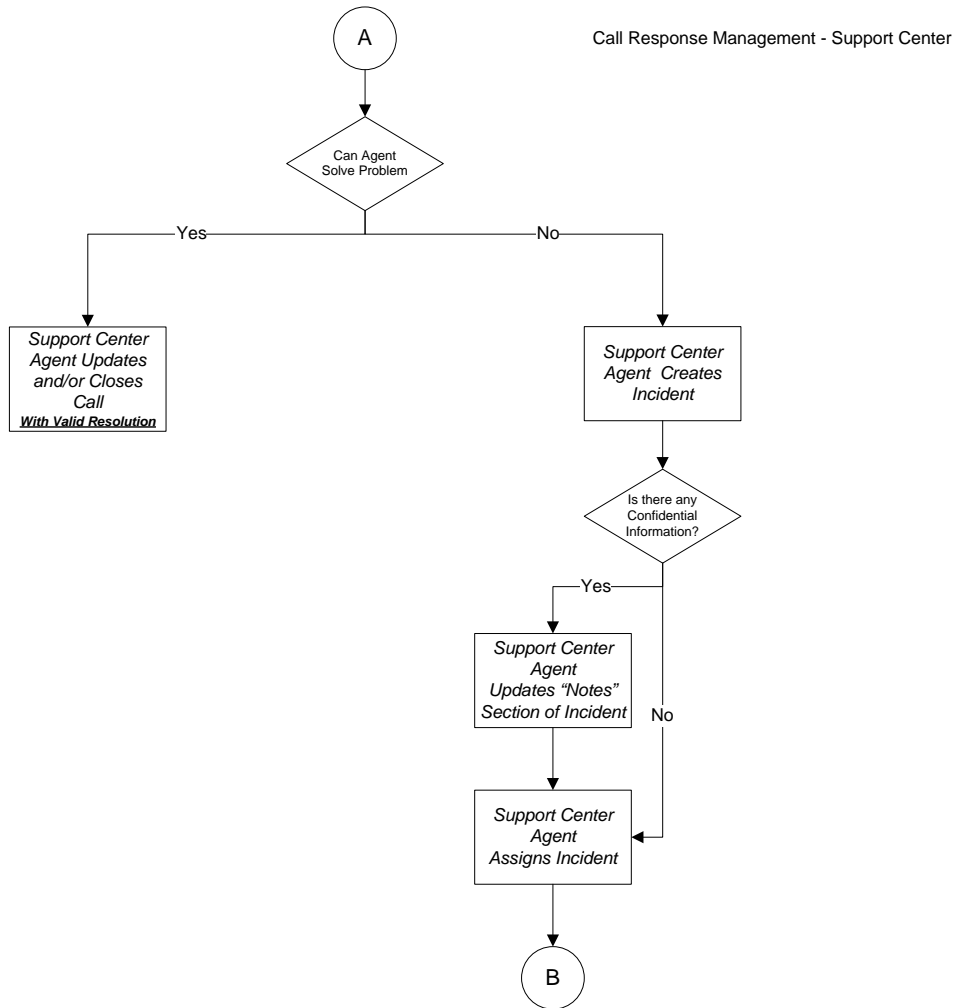 A
Call Response Management - Support Center
Can Agent
Solve Problem
Yes
No
Support Center
Agent Updates
and/or Closes
Call
With Valid Resolution
Support Center
Agent Creates
Incident
Is there any
Confidential
Information?
Yes
Support Center
Agent
Updates “Notes”
Section of Incident
No
Support Center
Agent
Assigns Incident
B